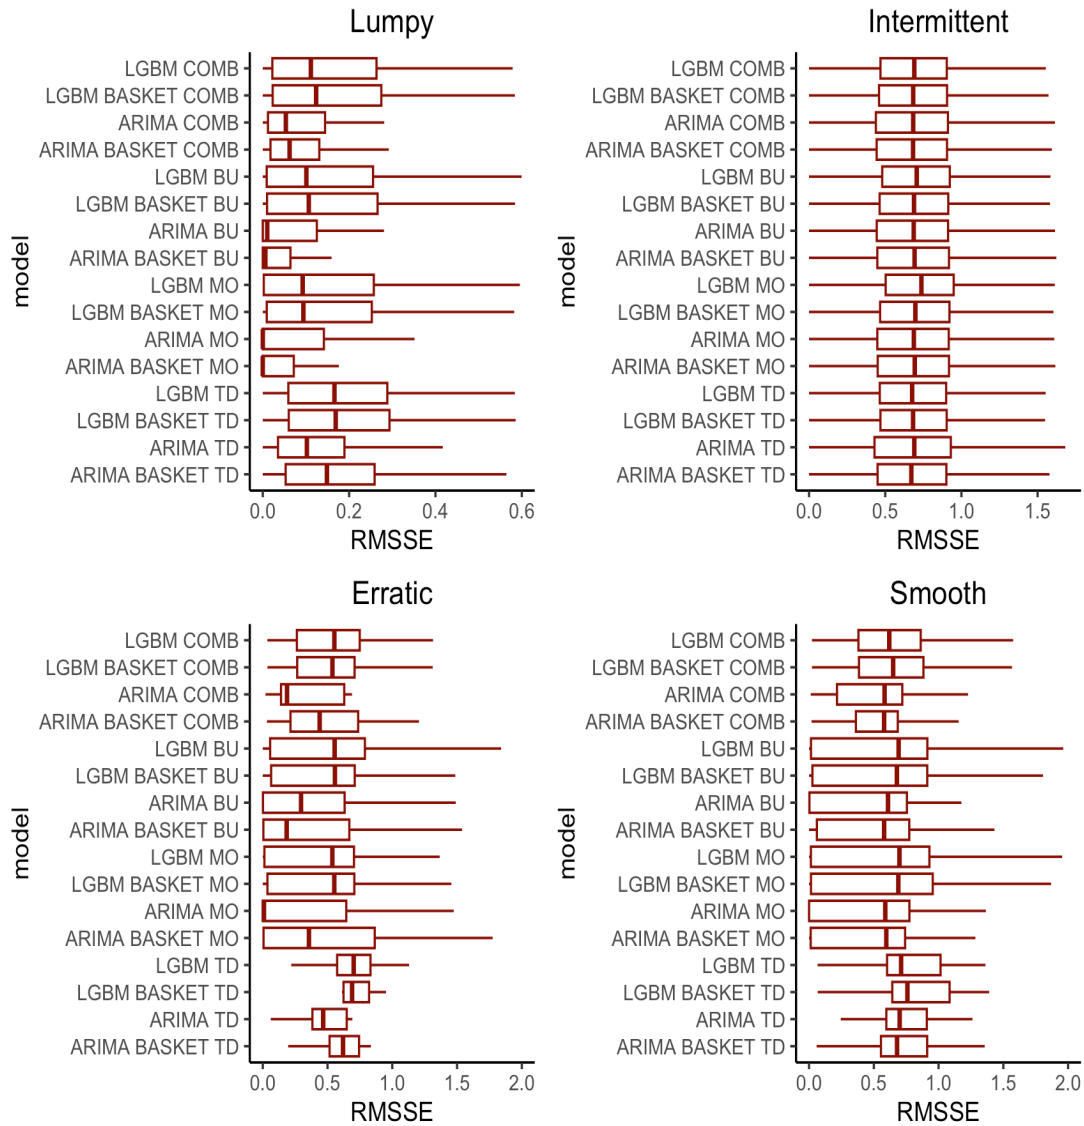 Lumpy
model
LGBM COMB
LGBM BASKET COMB
ARIMA COMB
ARIMA BASKET COMB
LGBM BU
LGBM BASKET BU
ARIMA BU
ARIMA BASKET BU
LGBM MO
LGBM BASKET MO
ARIMA MO
ARIMA BASKET MO
LGBM TD
LGBM BASKET TD
ARIMA TD
ARIMA BASKET TD
0.0 0.2 0.4 0.6
RMSSE
Intermittent
model
LGBM COMB
LGBM BASKET COMB
ARIMA COMB
ARIMA BASKET COMB
LGBM BU
LGBM BASKET BU
ARIMA BU
ARIMA BASKET BU
LGBM MO
LGBM BASKET MO
ARIMA MO
ARIMA BASKET MO
LGBM TD
LGBM BASKET TD
ARIMA TD
ARIMA BASKET TD
0.0 0.5 1.0 1.5
RMSSE
Erratic
model
LGBM COMB
LGBM BASKET COMB
ARIMA COMB
ARIMA BASKET COMB
LGBM BU
LGBM BASKET BU
ARIMA BU
ARIMA BASKET BU
LGBM MO
LGBM BASKET MO
ARIMA MO
ARIMA BASKET MO
LGBM TD
LGBM BASKET TD
ARIMA TD
ARIMA BASKET TD
0.0 0.5 1.0 1.5 2.0
RMSSE
Smooth
model
LGBM COMB
LGBM BASKET COMB
ARIMA COMB
ARIMA BASKET COMB
LGBM BU
LGBM BASKET BU
ARIMA BU
ARIMA BASKET BU
LGBM MO
LGBM BASKET MO
ARIMA MO
ARIMA BASKET MO
LGBM TD
LGBM BASKET TD
ARIMA TD
ARIMA BASKET TD
0.0 0.5 1.0 1.5 2.0
RMSSE